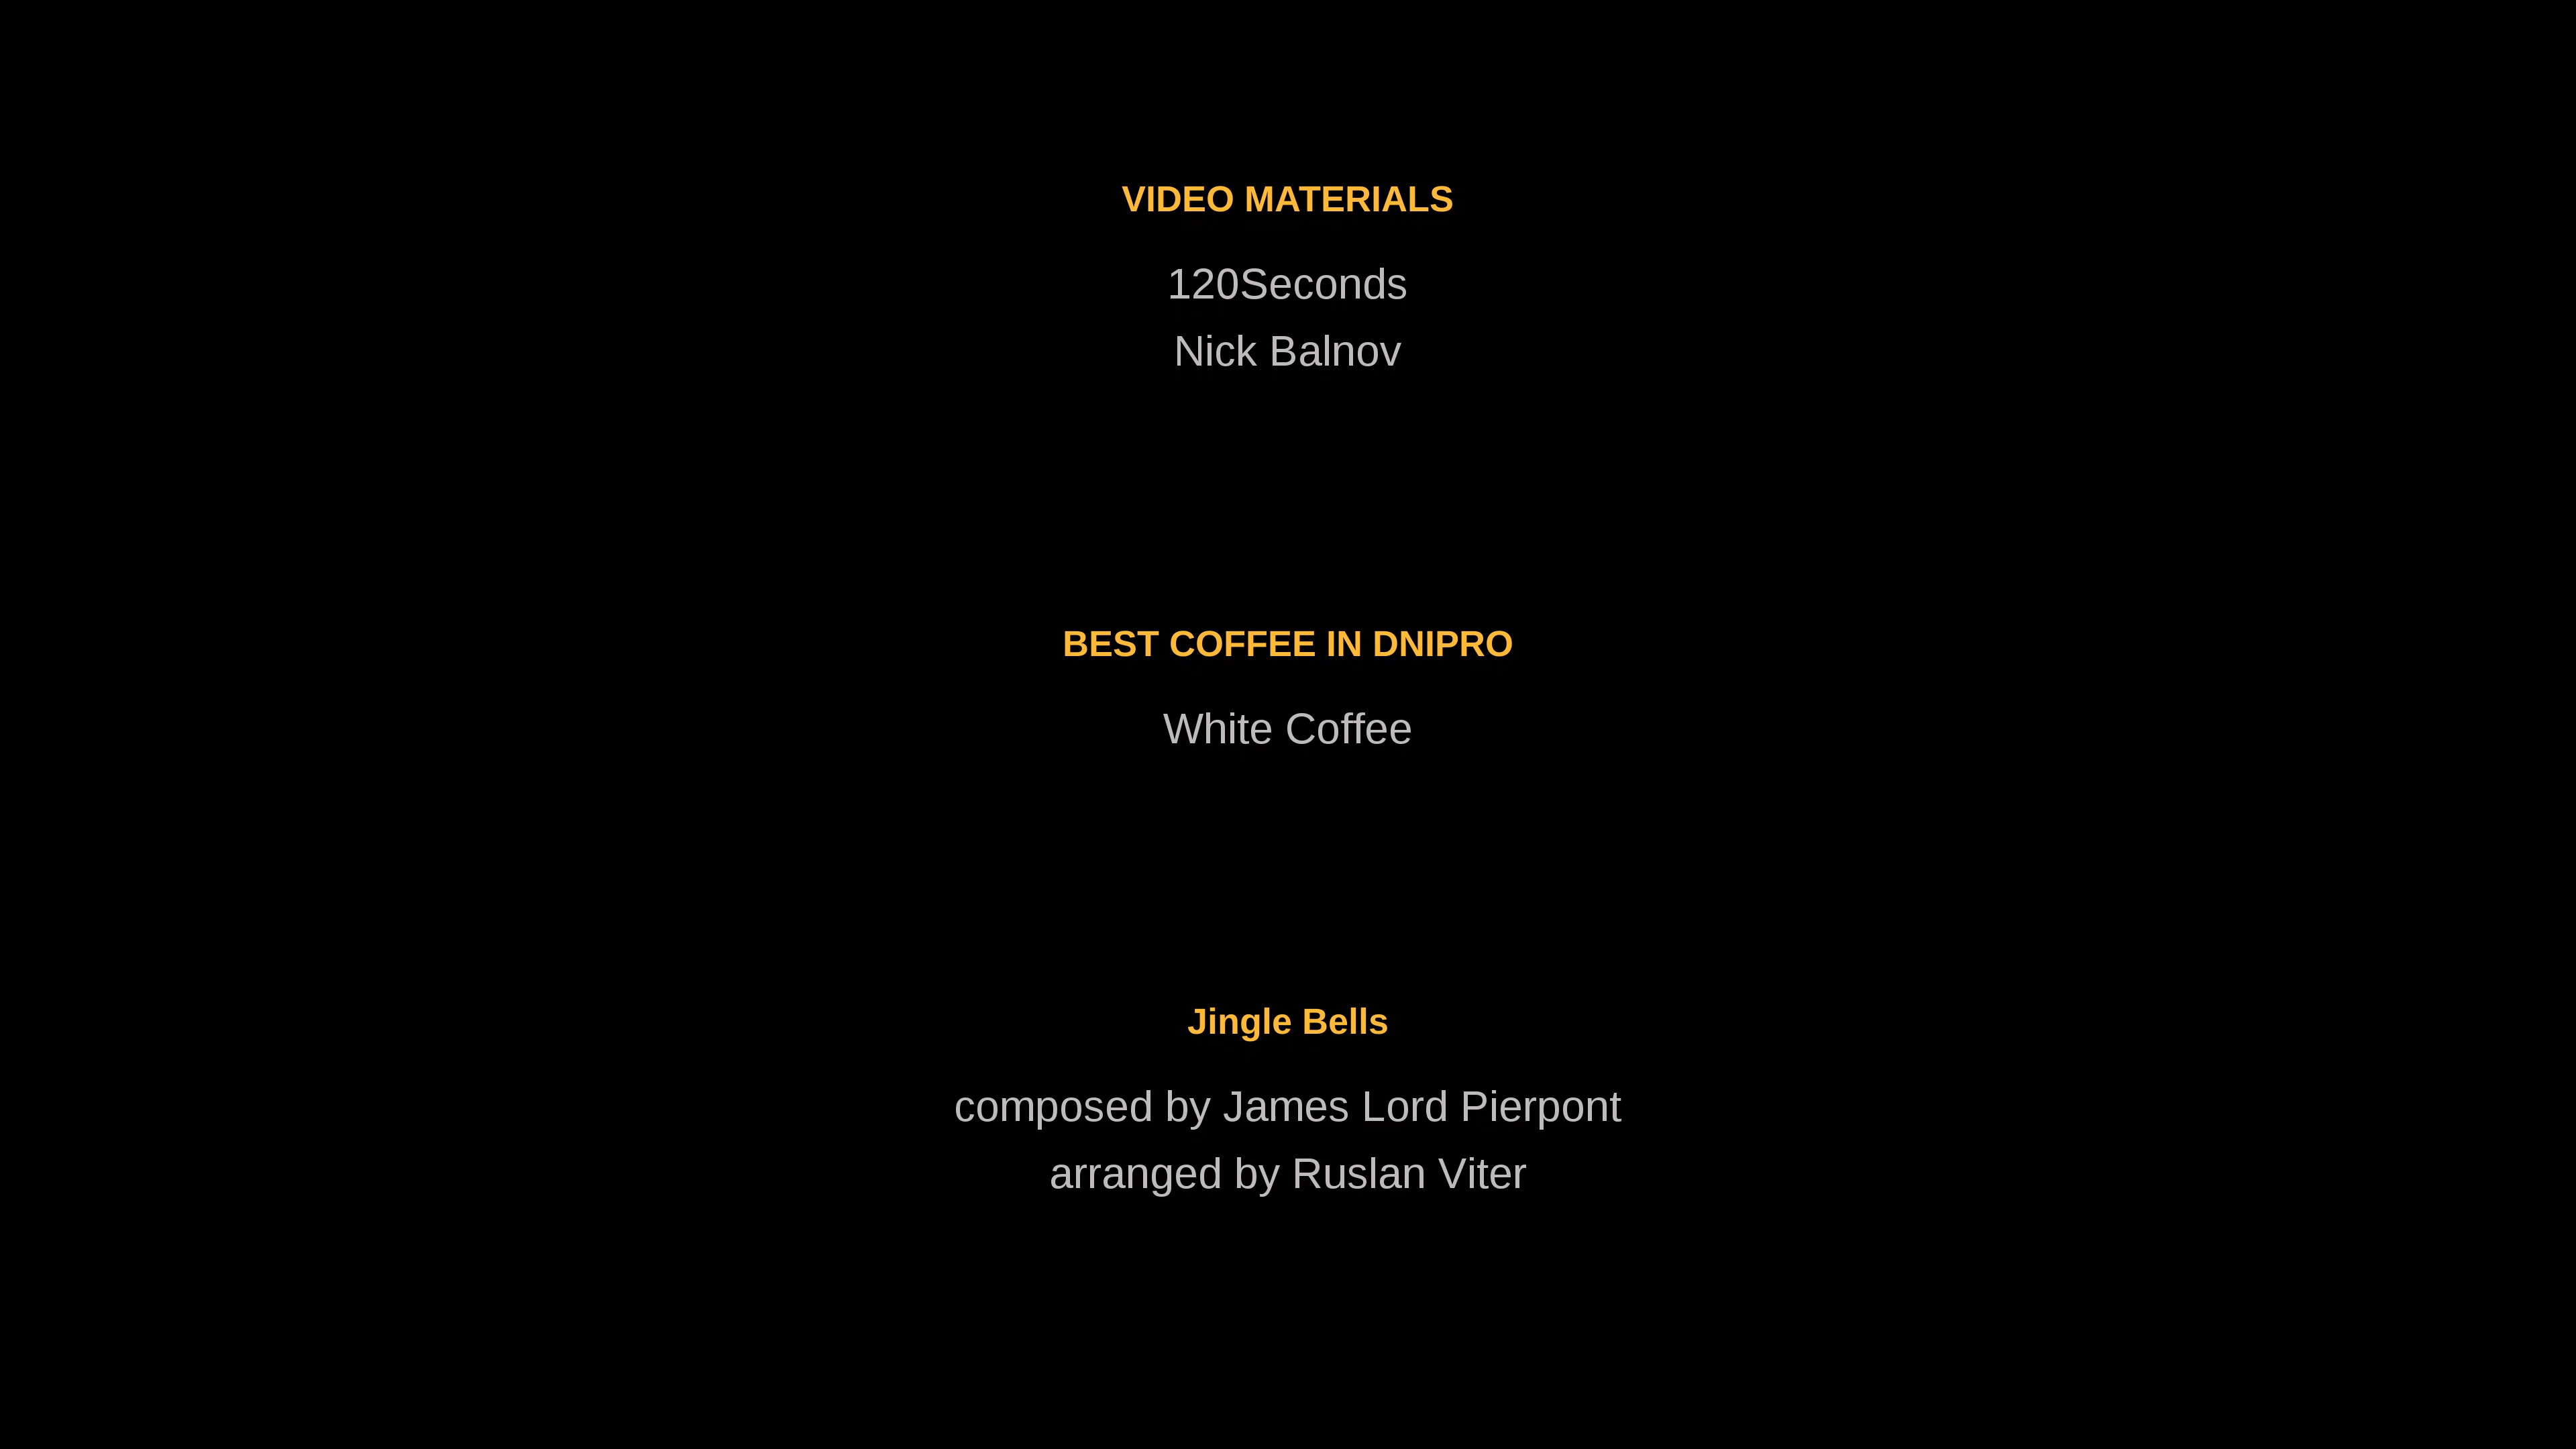 VIDEO MATERIALS
120Seconds
Nick Balnov
BEST COFFEE IN DNIPRO
White Coffee
Jingle Bells
composed by James Lord Pierpont
arranged by Ruslan Viter